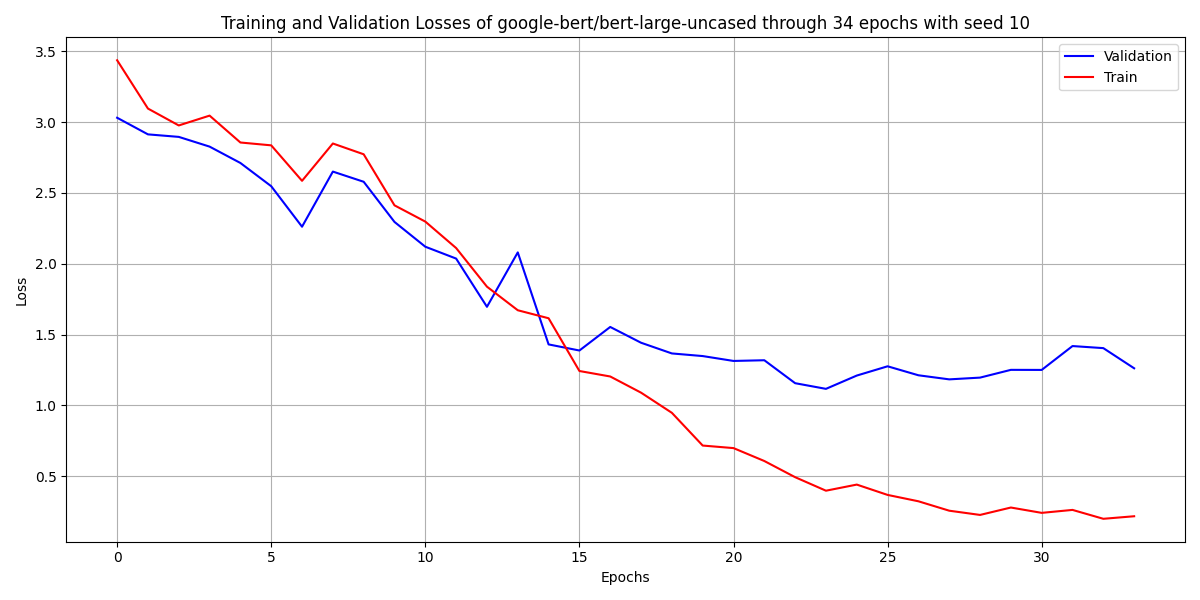 Training and Validation Losses of google-bert/bert-large-uncased through 34 epochs with seed 10
Validation
Train
3.5
3.0
2.5
2.0
1.5
1.0
0.5
Loss
0 5 10 15 20 25 30
Epochs